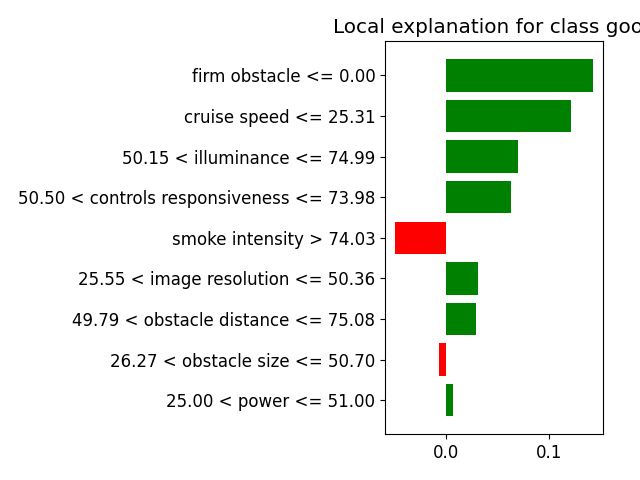 Local explanation for class goo
firm obstacle <= 0.00
cruise speed <= 25.31
50.15 < illuminance <= 74.99
50.50 < controls responsiveness <= 73.98
smoke intensity > 74.03
25.55 < image resolution <= 50.36
49.79 < obstacle distance <= 75.08
26.27 < obstacle size <= 50.70
25.00 < power <= 51.00
0.0 0.1